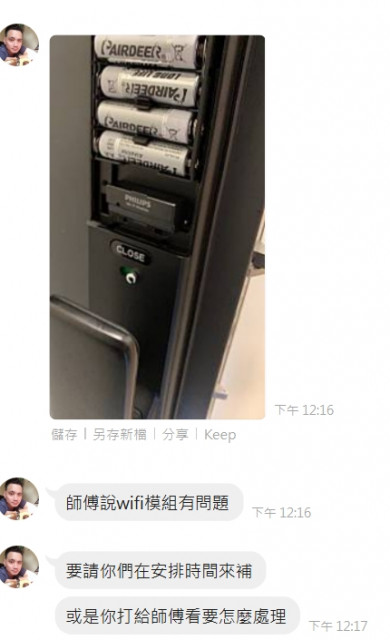 PAIRDEER
LONG LIFE
PAIRDEER
PAIRDEER
PAIRDEER
PHILIPS
CLOSE
下午 12:16
儲存 | 另存新檔 | 分享 | Keep
師傅說wifi模組有問題
下午 12:16
要請你們在安排時間來補
或是你打給師傅看要怎麼處理
下午 12:17